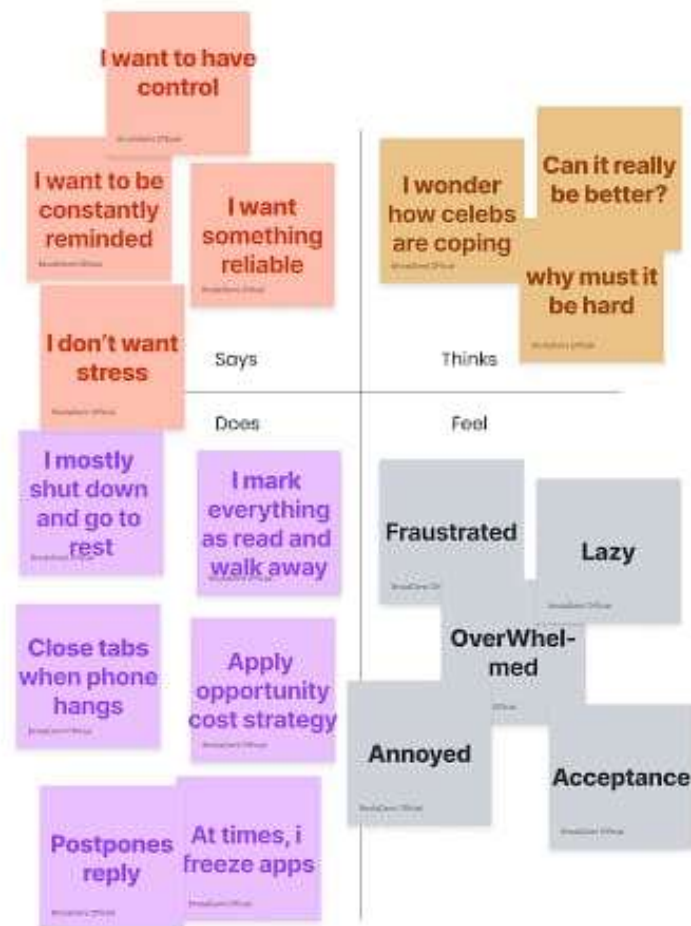 I want to have
control
I want to be
constantly
reminded
I want
something
reliable
I don't want
stress
Says
I wonder
how celebs
are coping
Can it really
be better?
why must it
be hard
Thinks
Does
I mostly
shut down
and go to
rest
I mark
everything
as read and
walk away
Close tabs
when phone
hangs
Apply
opportunity
cost strategy
Postpones
reply
At times, i
freeze apps
Feel
Fraustrated
Lazy
OverWhel-
med
Annoyed
Acceptance